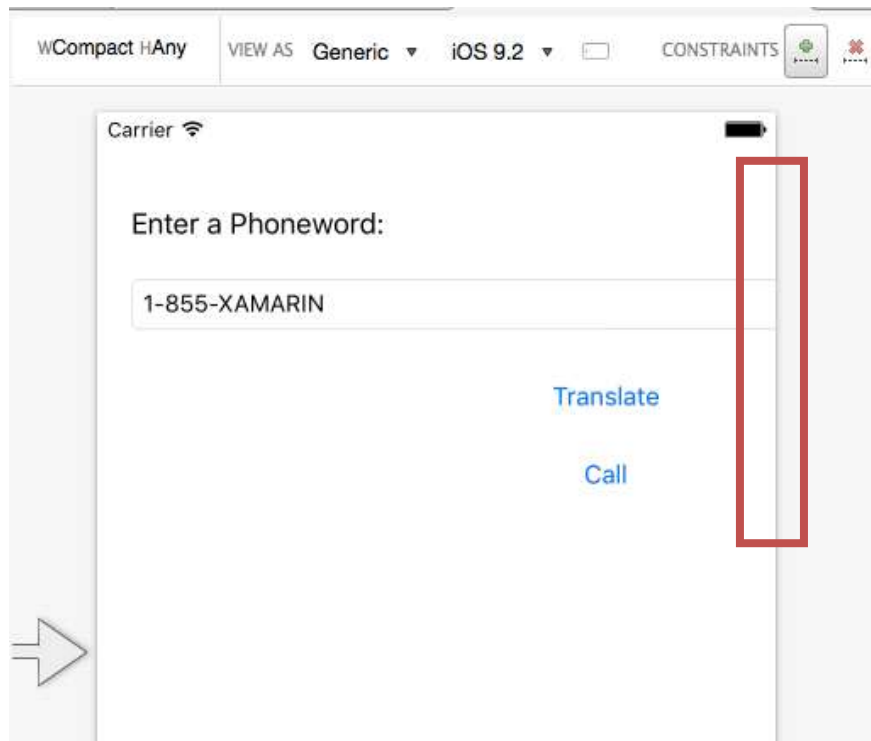 WCompact HAny VIEW AS Generic iOS 9.2 CONSTRAINTS
Carrier
Enter a Phoneword:
1-855-XAMARIN
Translate
Call